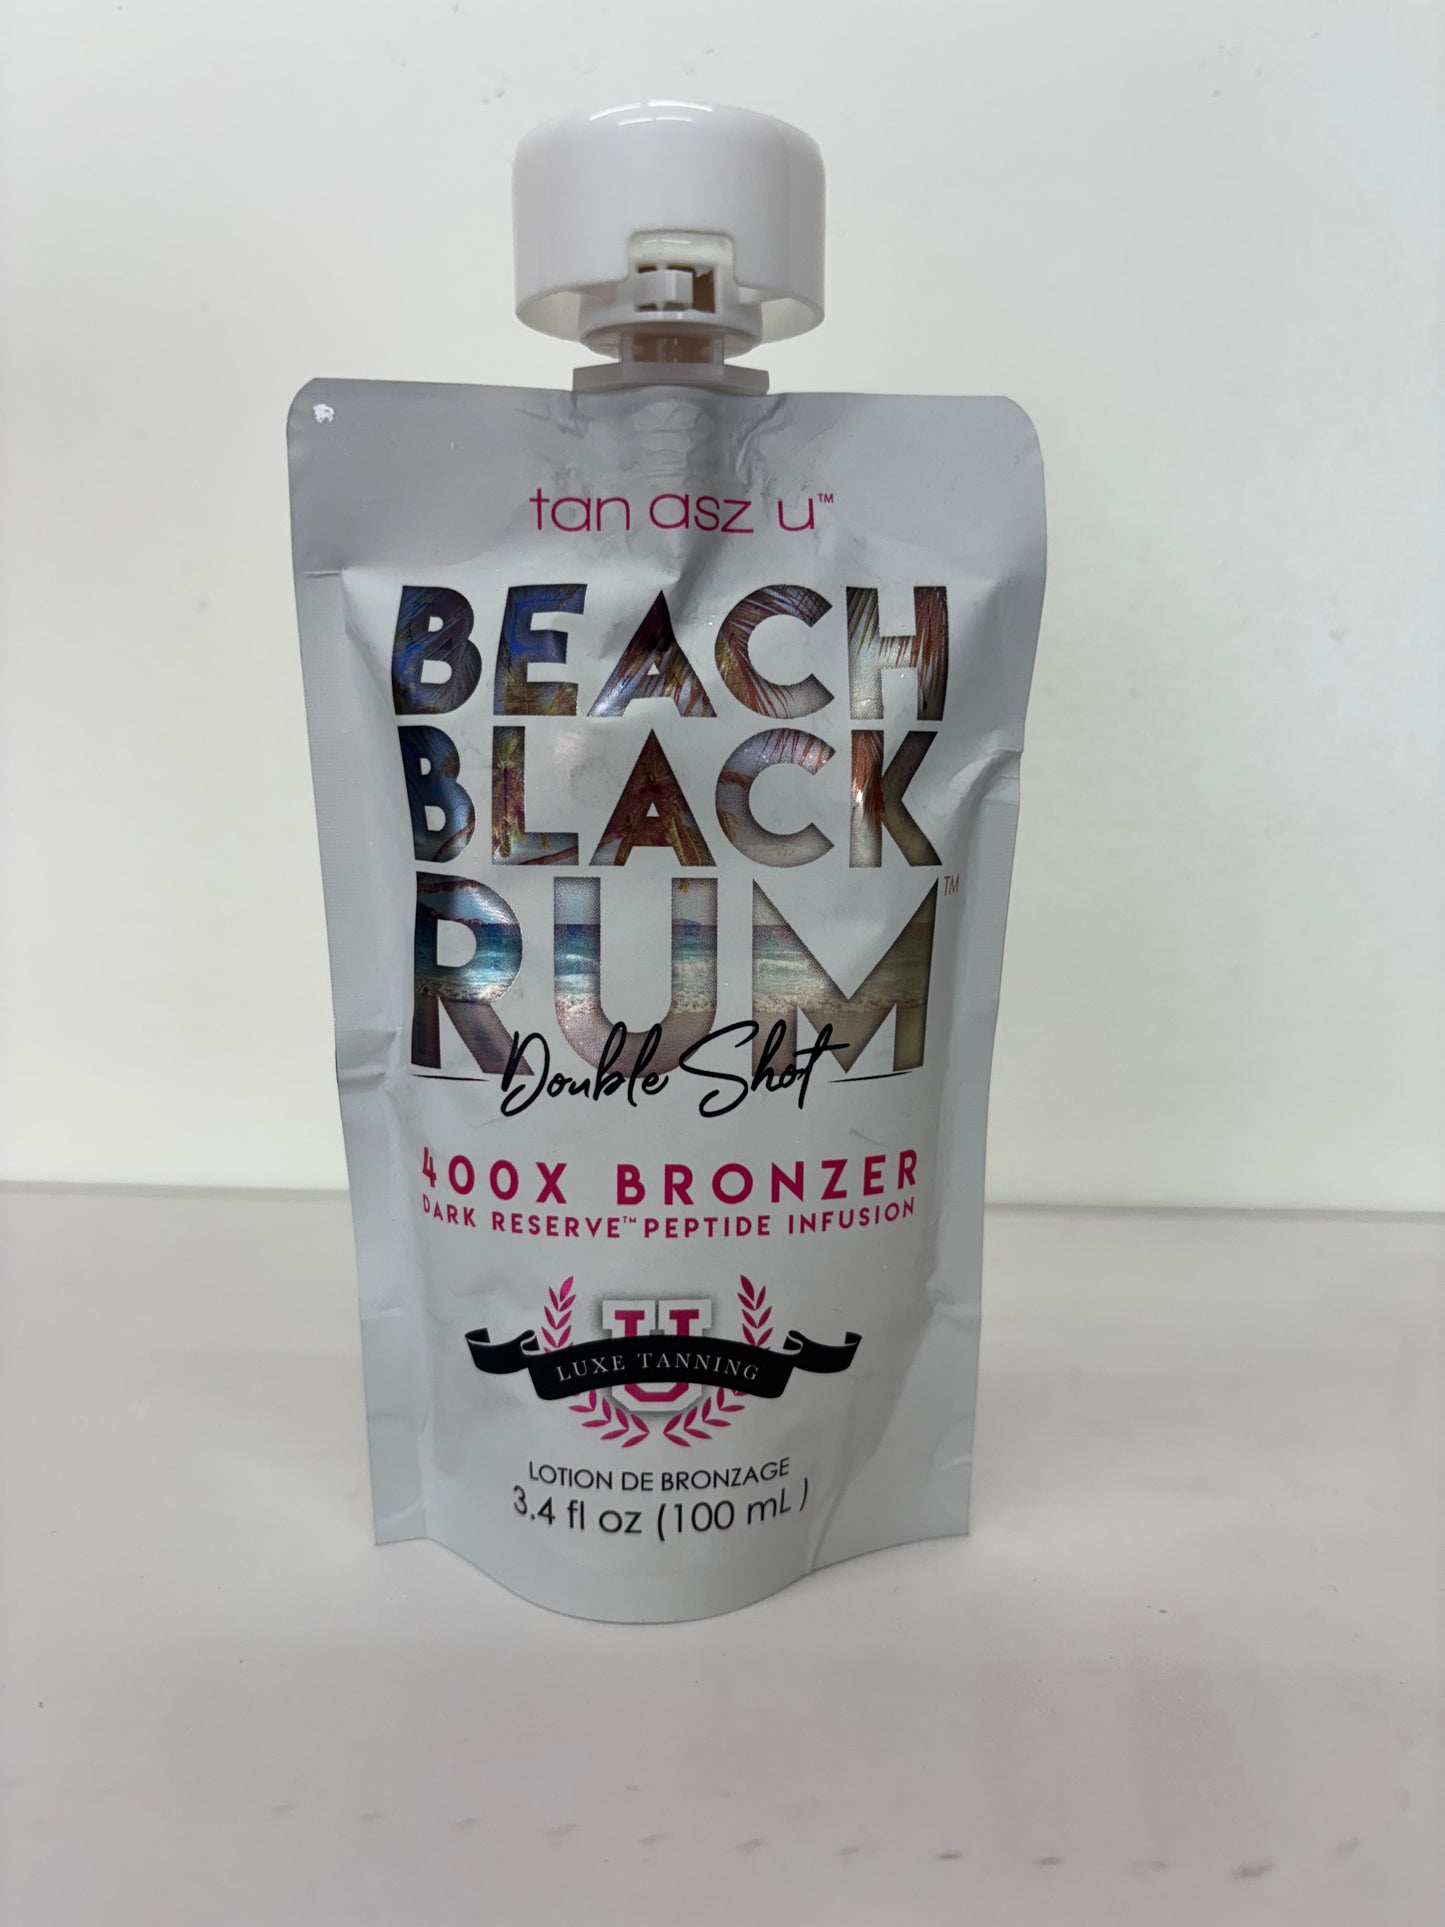 tan asz u™
BEACH
BLACK
RUM™
Double Shot
400X BRONZER
DARK RESERVE™ PEPTIDE INFUSION
U
LUXE TANNING
LOTION DE BRONZAGE
3.4 fl oz (100 mL)